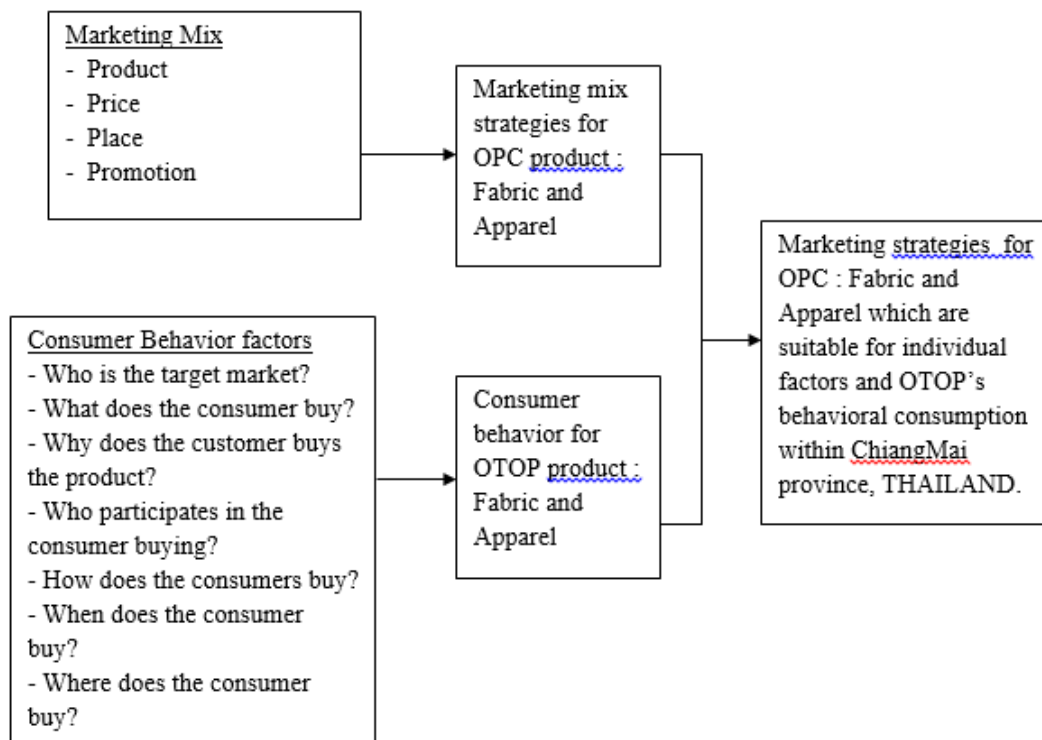 Marketing Mix
- Product
- Price
- Place
- Promotion
Marketing mix
strategies for
OPC product :
Fabric and
Apparel
Consumer Behavior factors
- Who is the target market?
- What does the consumer buy?
- Why does the customer buys
the product?
- Who participates in the
consumer buying?
- How does the consumers buy?
- When does the consumer
buy?
- Where does the consumer
buy?
Consumer
behavior for
OTOP product :
Fabric and
Apparel
Marketing strategies for
OPC : Fabric and
Apparel which are
suitable for individual
factors and OTOP’s
behavioral consumption
within ChiangMai
province, THAILAND.